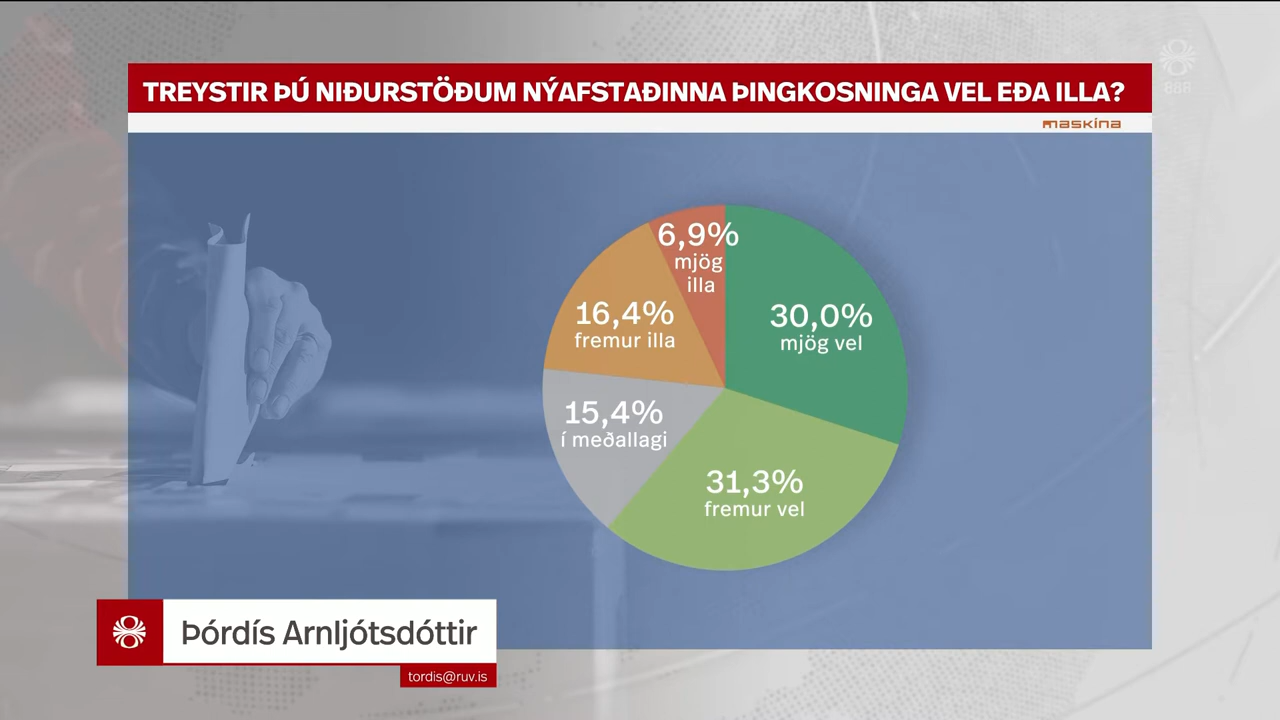 888
TREYSTIR ÞÚ NIÐURSTÖÐUM NÝAFSTAÐINNA ÞINGKOSNINGA VEL EÐA ILLA?
maskína
6,9%
mjög
illa
30,0%
mjög vel
16,4%
fremur illa
15,4%
í meðallagi
31,3%
fremur vel
Þórdís Arnljótsdóttir
tordis@ruv.is